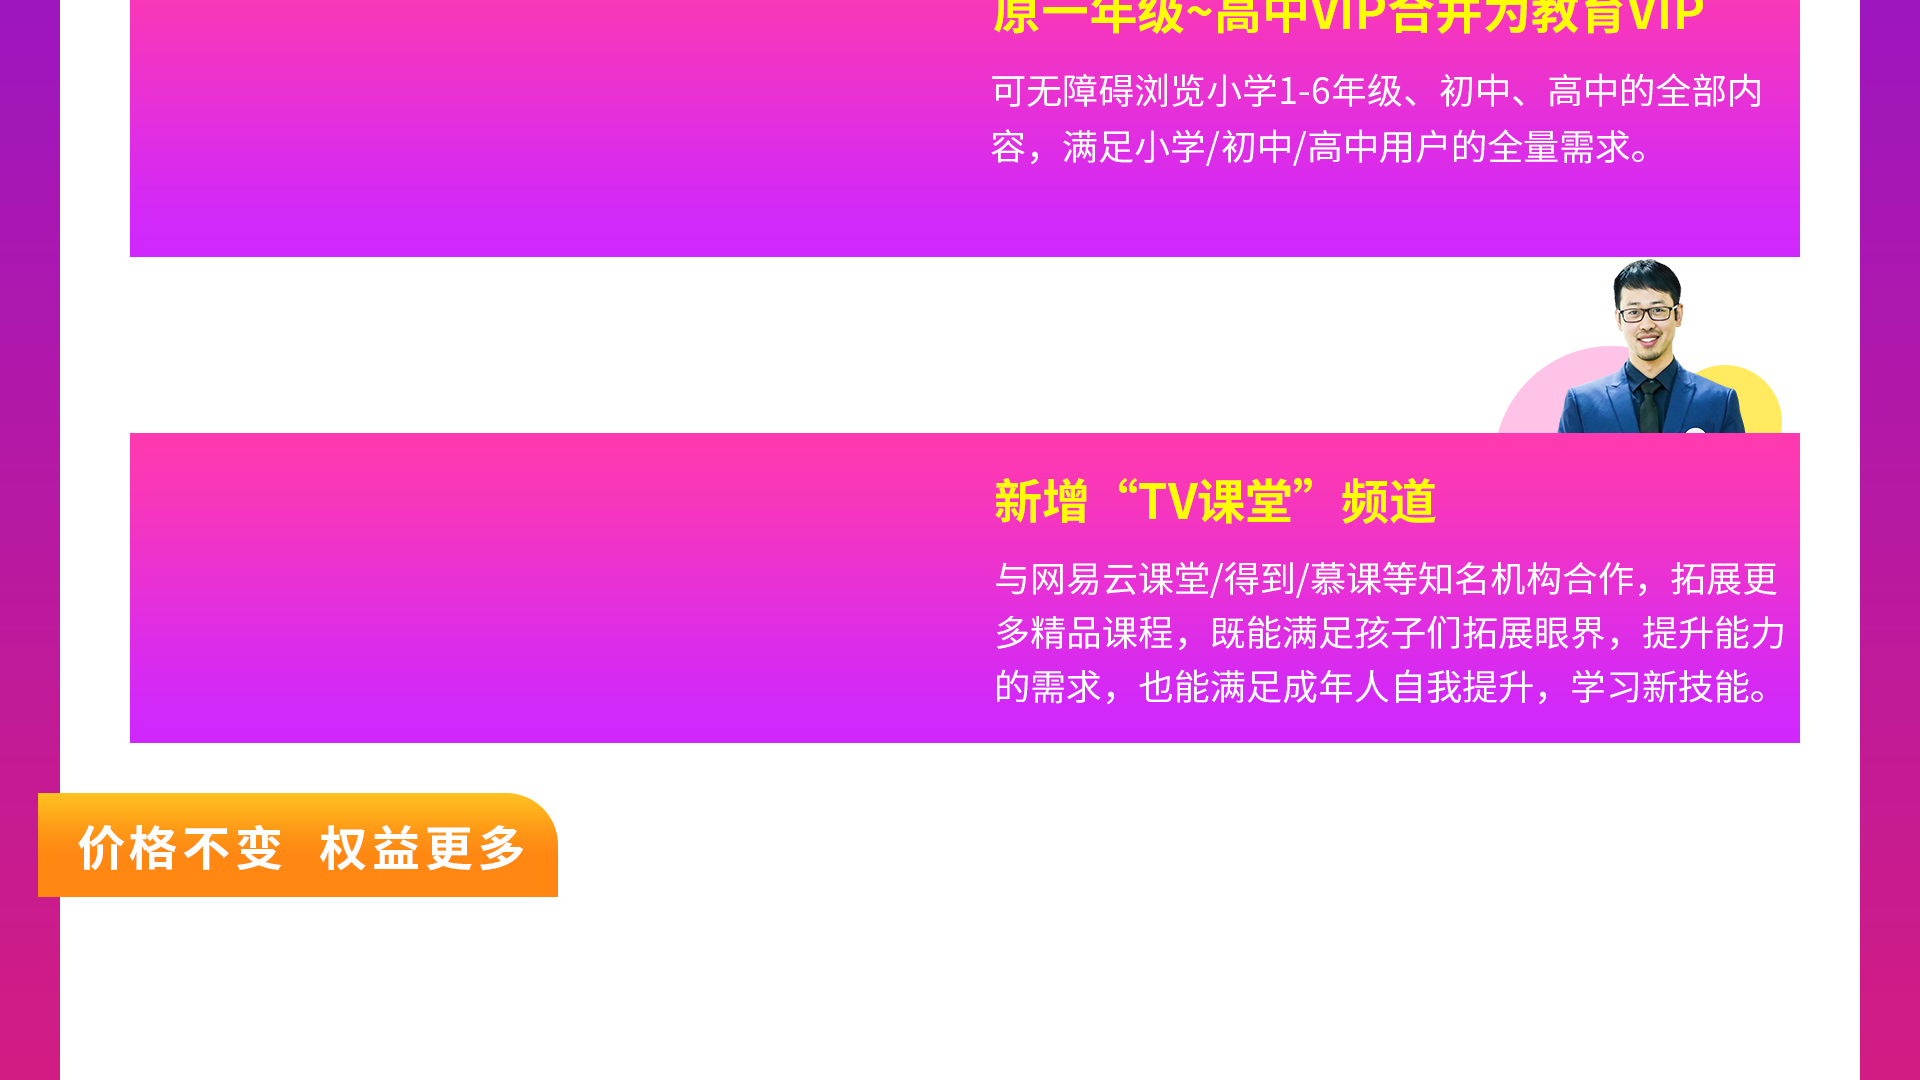 原一年级~高中VIP合并为教育VIP
可无障碍浏览小学1-6年级、初中、高中的全部内
容，满足小学/初中/高中用户的全量需求。
新增“TV课堂”频道
与网易云课堂/得到/慕课等知名机构合作，拓展更
多精品课程，既能满足孩子们拓展眼界，提升能力
的需求，也能满足成年人自我提升，学习新技能。
价格不变 权益更多